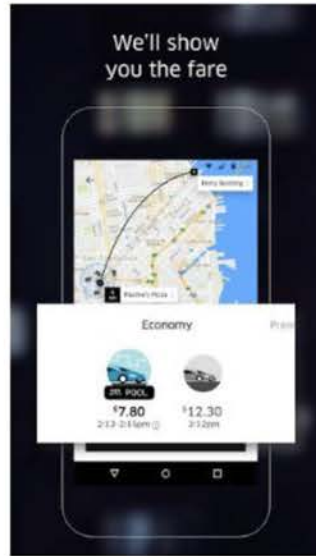 We'll show
you the fare
Ferry Building
Pauline's Pizza
Economy
POOL
$7.80
$12.30
2:13-2:15pm
2:12pm